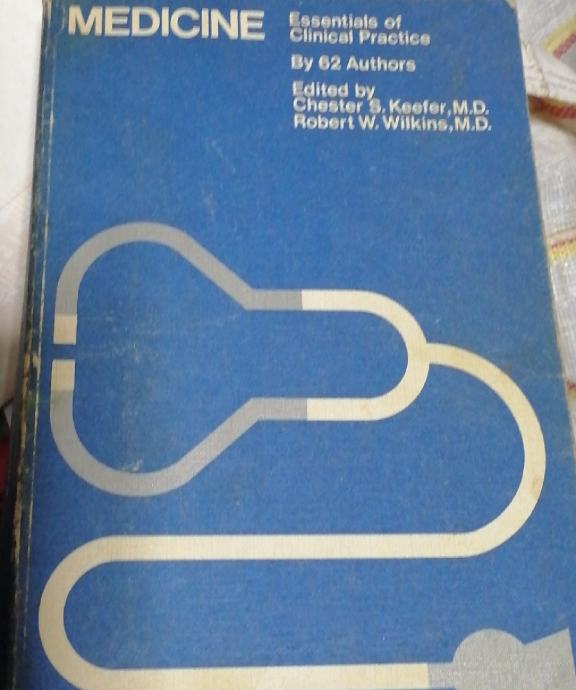 MEDICINE
Essentials of
Clinical Practice
By 62 Authors
Edited by
Chester S. Keefer, M.D.
Robert W. Wilkins, M.D.